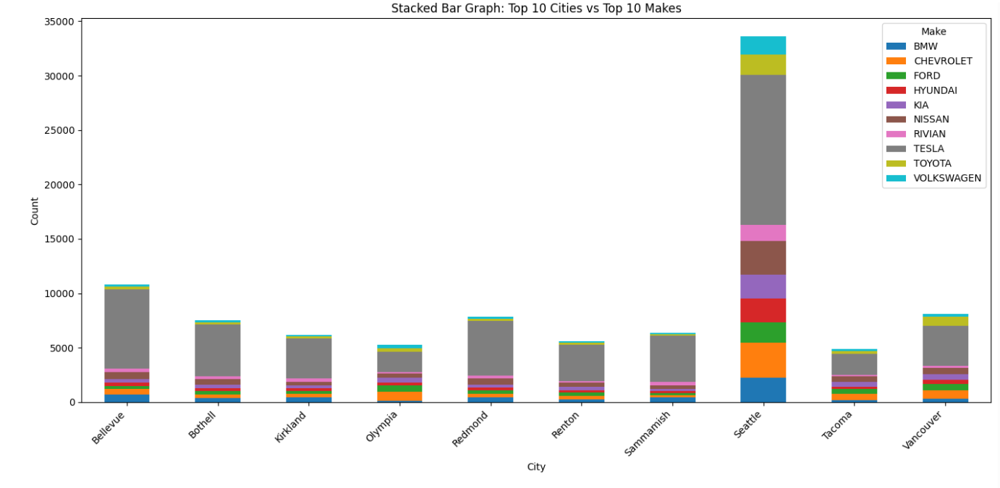 Stacked Bar Graph: Top 10 Cities vs Top 10 Makes
35000
30000
25000
20000
15000
10000
5000
0
Count
Make
BMW
CHEVROLET
FORD
HYUNDAI
KIA
NISSAN
RIVIAN
TESLA
TOYOTA
VOLKSWAGEN
Bellevue
Bothell
Kirkland
Olympia
Redmond
Renton
Sammamish
Seattle
Tacoma
Vancouver
City